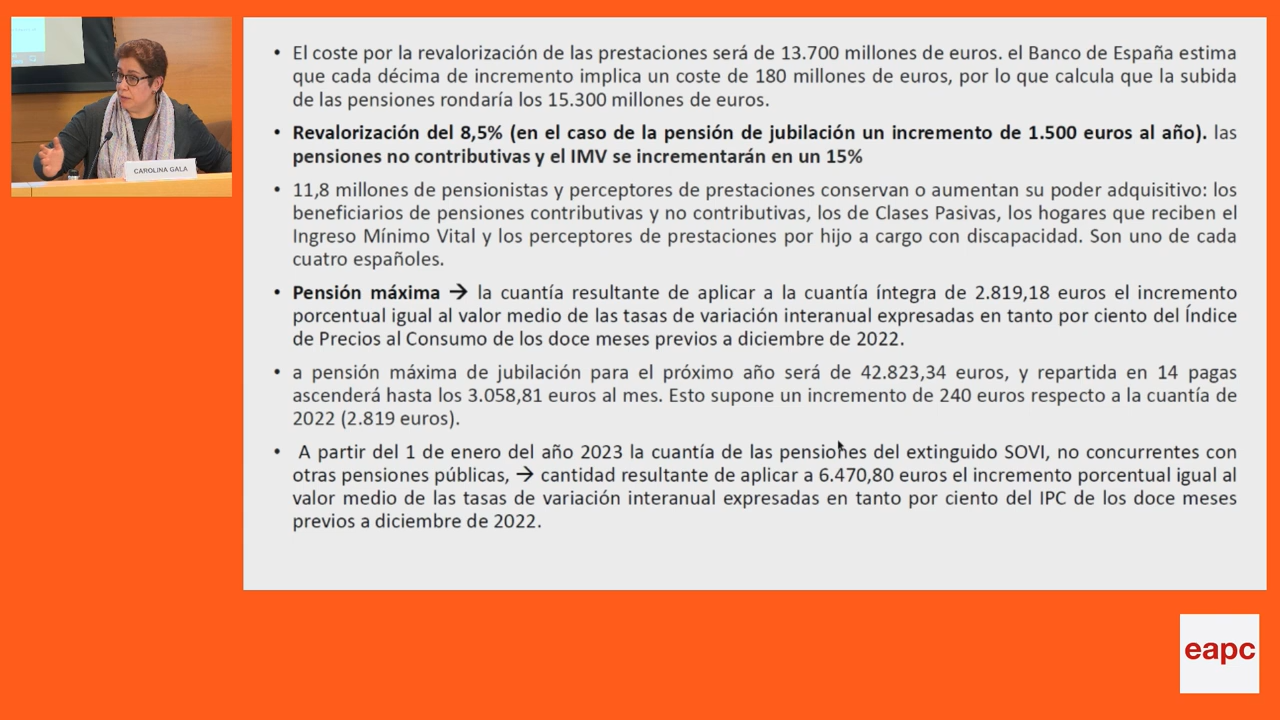 CAROLINA GALA
• El coste por la revalorización de las prestaciones será de 13.700 millones de euros. el Banco de España estima
que cada décima de incremento implica un coste de 180 millones de euros, por lo que calcula que la subida
de las pensiones rondaría los 15.300 millones de euros.
• Revalorización del 8,5% (en el caso de la pensión de jubilación un incremento de 1.500 euros al año). las
pensiones no contributivas y el IMV se incrementarán en un 15%
• 11,8 millones de pensionistas y perceptores de prestaciones conservan o aumentan su poder adquisitivo: los
beneficiarios de pensiones contributivas y no contributivas, los de Clases Pasivas, los hogares que reciben el
Ingreso Mínimo Vital y los perceptores de prestaciones por hijo a cargo con discapacidad. Son uno de cada
cuatro españoles.
• Pensión máxima → la cuantía resultante de aplicar a la cuantía íntegra de 2.819,18 euros el incremento
porcentual igual al valor medio de las tasas de variación interanual expresadas en tanto por ciento del Índice
de Precios al Consumo de los doce meses previos a diciembre de 2022.
• a pensión máxima de jubilación para el próximo año será de 42.823,34 euros, y repartida en 14 pagas
ascenderá hasta los 3.058,81 euros al mes. Esto supone un incremento de 240 euros respecto a la cuantía de
2022 (2.819 euros).
• A partir del 1 de enero del año 2023 la cuantía de las pensiones del extinguido SOVI, no concurrentes con
otras pensiones públicas, → cantidad resultante de aplicar a 6.470,80 euros el incremento porcentual igual al
valor medio de las tasas de variación interanual expresadas en tanto por ciento del IPC de los doce meses
previos a diciembre de 2022.
eapc